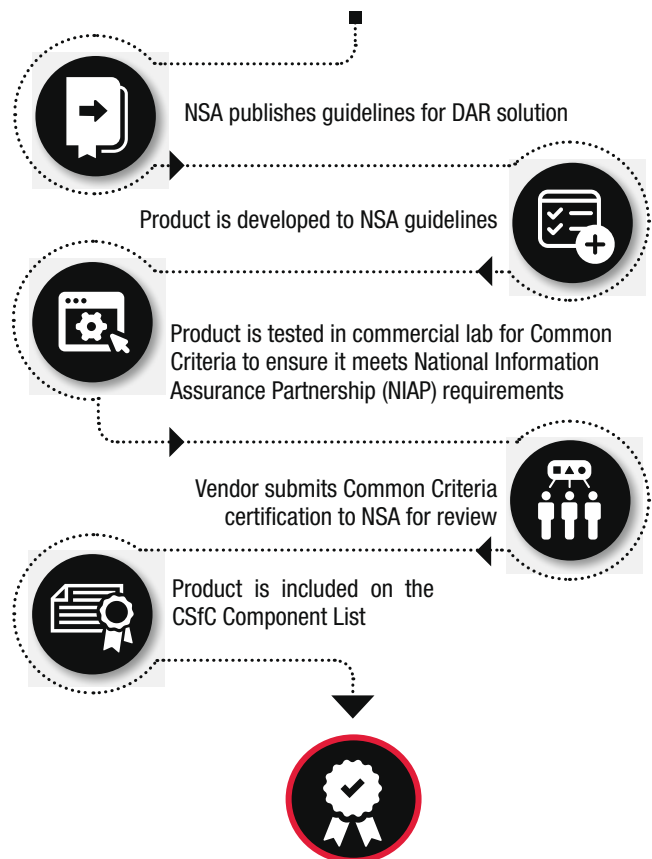 NSA publishes guidelines for DAR solution
Product is developed to NSA guidelines
Product is tested in commercial lab for Common
Criteria to ensure it meets National Information
Assurance Partnership (NIAP) requirements
Vendor submits Common Criteria
certification to NSA for review
Product is included on the
CSfC Component List